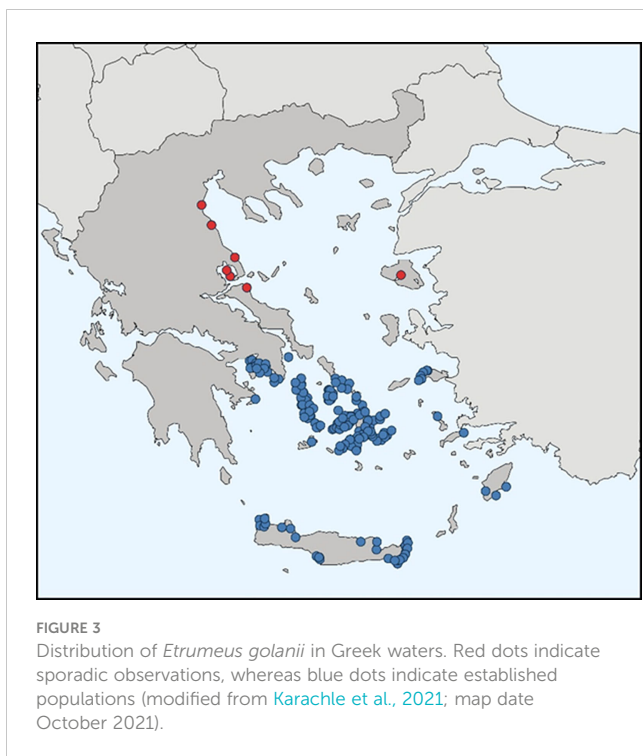 FIGURE 3
Distribution of Etrumeus golanii in Greek waters. Red dots indicate
sporadic observations, whereas blue dots indicate established
populations (modified from Karachle et al., 2021; map date
October 2021).